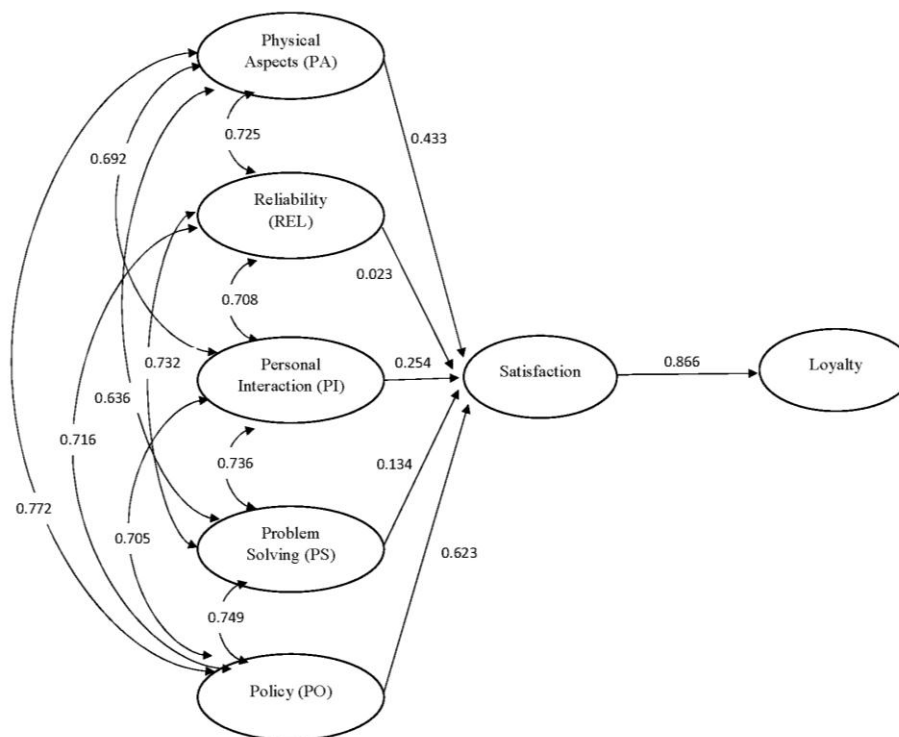 Physical
Aspects (PA)
0.725
0.433
0.692
Reliability
(REL)
0.023
0.708
0.732
Personal
Interaction (PI)
0.254
Satisfaction
0.866
Loyalty
0.636
0.716
0.736
0.134
0.772
0.705
Problem
Solving (PS)
0.623
0.749
Policy (PO)